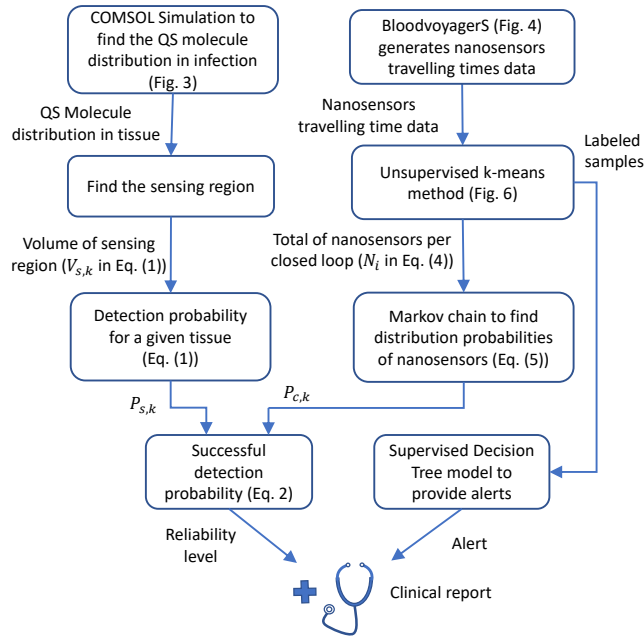 COMSOL Simulation to
find the QS molecule
distribution in infection
(Fig. 3)
BloodvoyagerS (Fig. 4)
generates nanosensors
travelling times data
QS Molecule
distribution in tissue
Nanosensors
travelling time data
Labeled
samples
Find the sensing region
Unsupervised k-means
method (Fig. 6)
Volume of sensing
region (V_{s,k} in Eq. (1))
Total of nanosensors per
closed loop (N_i in Eq. (4))
Detection probability
for a given tissue
(Eq. (1))
Markov chain to find
distribution probabilities
of nanosensors (Eq. (5))
P_{s,k}
P_{c,k}
Successful
detection
probability (Eq. 2)
Supervised Decision
Tree model to
provide alerts
Reliability
level
Alert
Clinical report